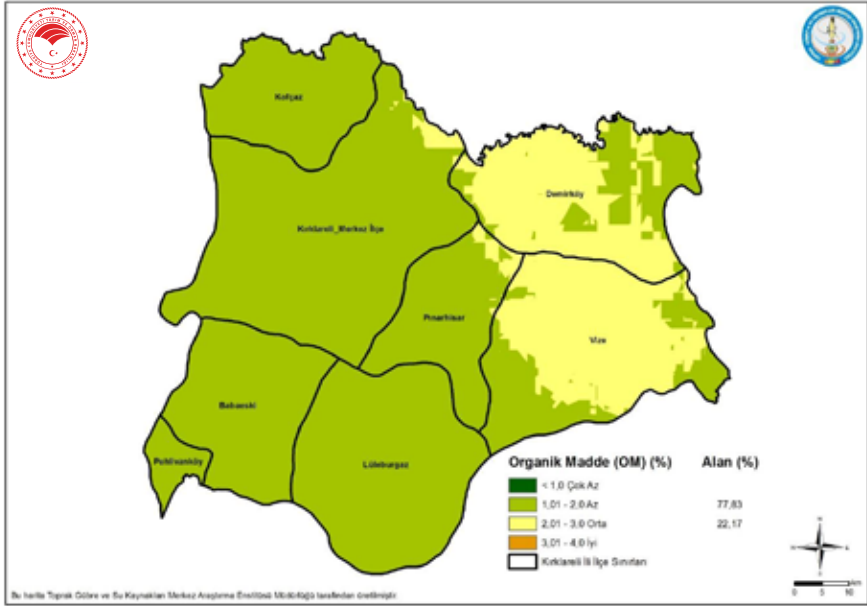 Kofçaz
Demirköy
Kırklareli_Merkez İlçe
Pınarhisar
Vize
Babaeski
Pehlivanköy
Lüleburgaz
Organik Madde (OM) (%) Alan (%)
< 1,0 Çok Az
1,01 - 2,0 Az 77,83
2,01 - 3,0 Orta 22,17
3,01 - 4,0 İyi
Kırklareli İli İlçe Sınırları
0 5 10 Km
Bu harita Toprak Gübre ve Su Kaynakları Merkez Araştırma Enstitüsü Müdürlüğü tarafından üretilmiştir.